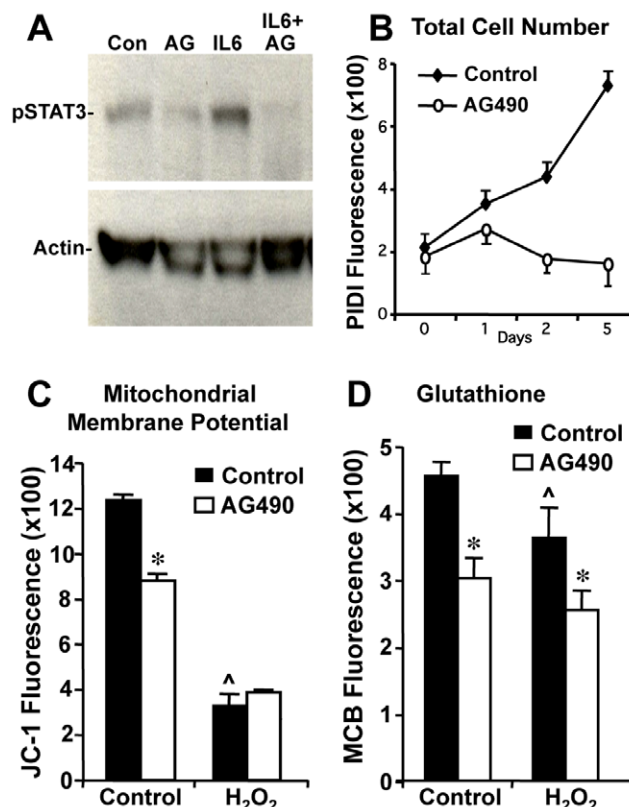 A
Con AG IL6 IL6+
AG
pSTAT3-
Actin-
B Total Cell Number
Control
AG490
PIDI Fluorescence (x100)
8
6
4
2
0
0 1 2 5
Days
C Mitochondrial
Membrane Potential
Control
AG490
JC-1 Fluorescence (x100)
14
12
10
8
6
4
2
0
*
^
Control H₂O₂
D Glutathione
Control
AG490
MCB Fluorescence (x100)
5
4
3
2
1
0
*
^
*
Control H₂O₂